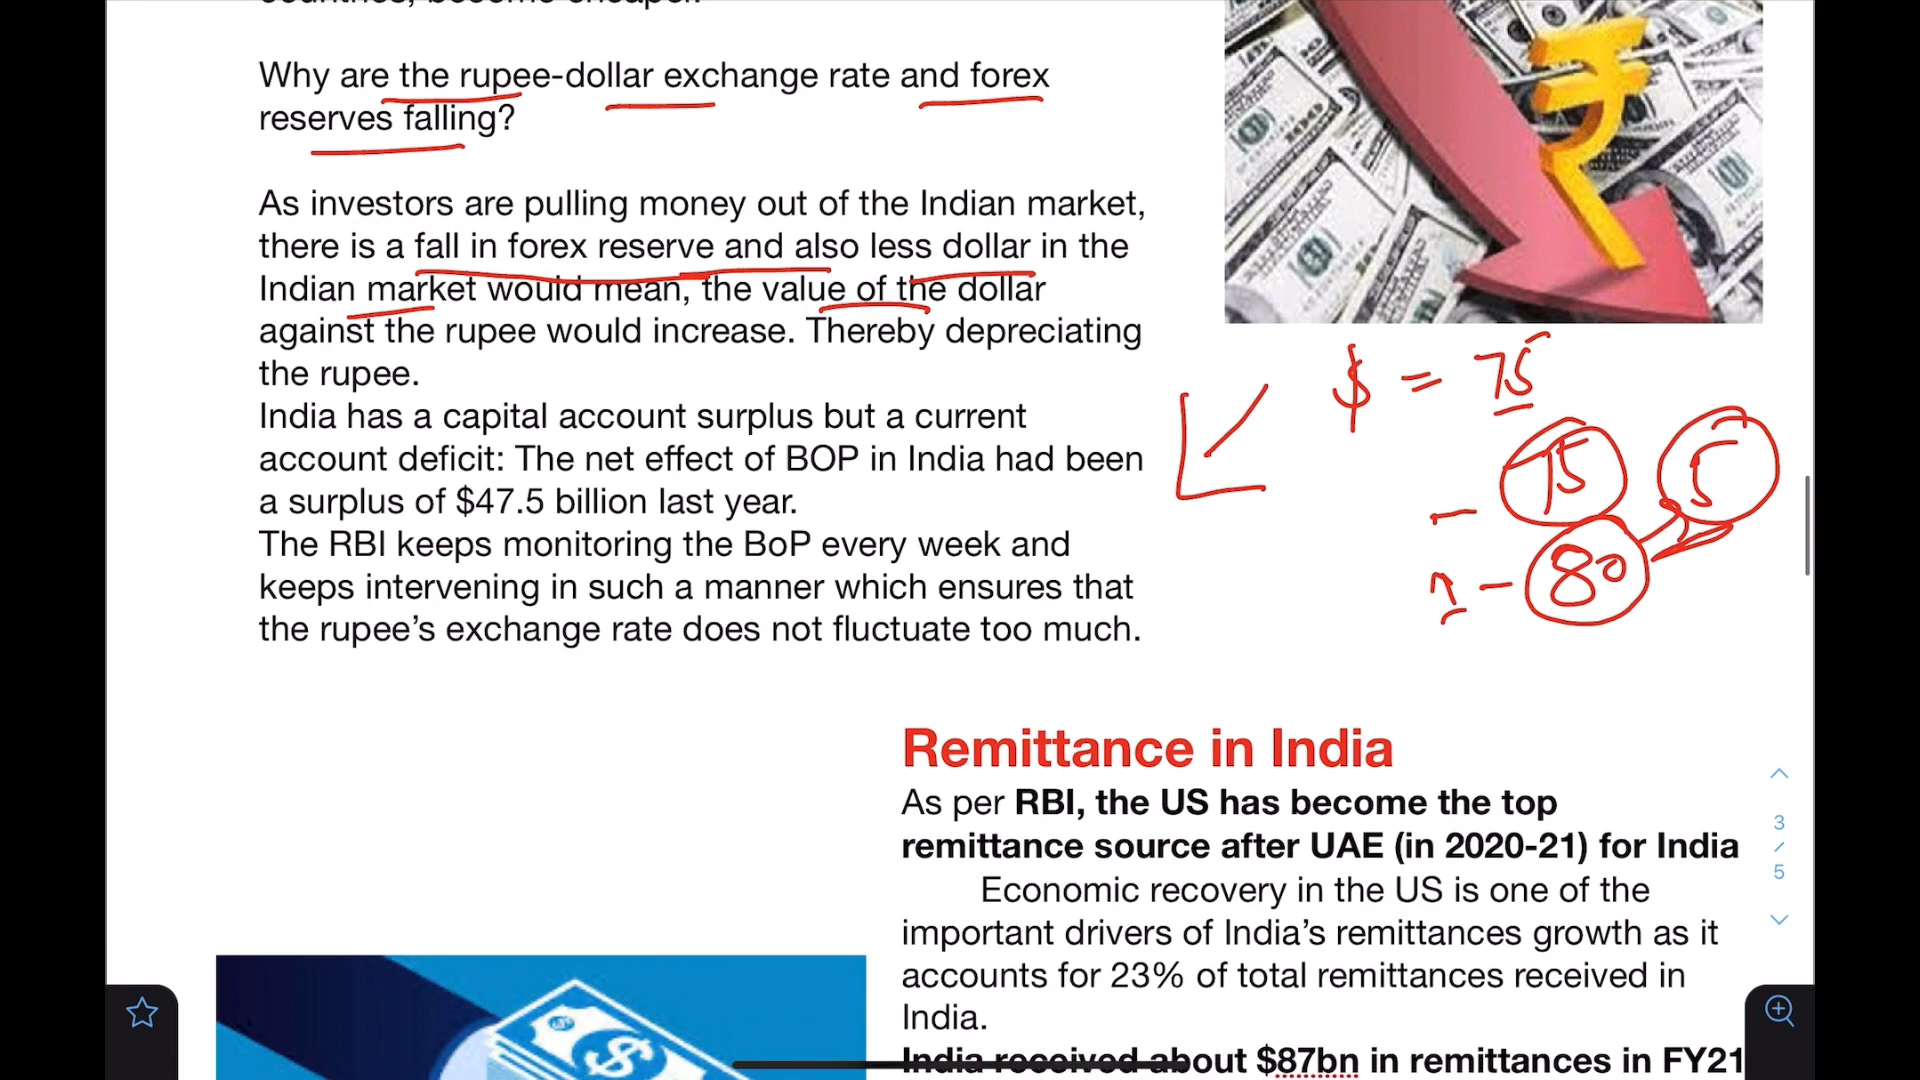 Why are the rupee-dollar exchange rate and forex
reserves falling?
As investors are pulling money out of the Indian market,
there is a fall in forex reserve and also less dollar in the
Indian market would mean, the value of the dollar
against the rupee would increase. Thereby depreciating
the rupee.
India has a capital account surplus but a current
account deficit: The net effect of BOP in India had been
a surplus of $47.5 billion last year.
The RBI keeps monitoring the BoP every week and
keeps intervening in such a manner which ensures that
the rupee’s exchange rate does not fluctuate too much.
$ = 75
75
5
80
Remittance in India
As per RBI, the US has become the top
remittance source after UAE (in 2020-21) for India
Economic recovery in the US is one of the
important drivers of India’s remittances growth as it
accounts for 23% of total remittances received in
India.
India received about $87bn in remittances in FY21
3
/
5